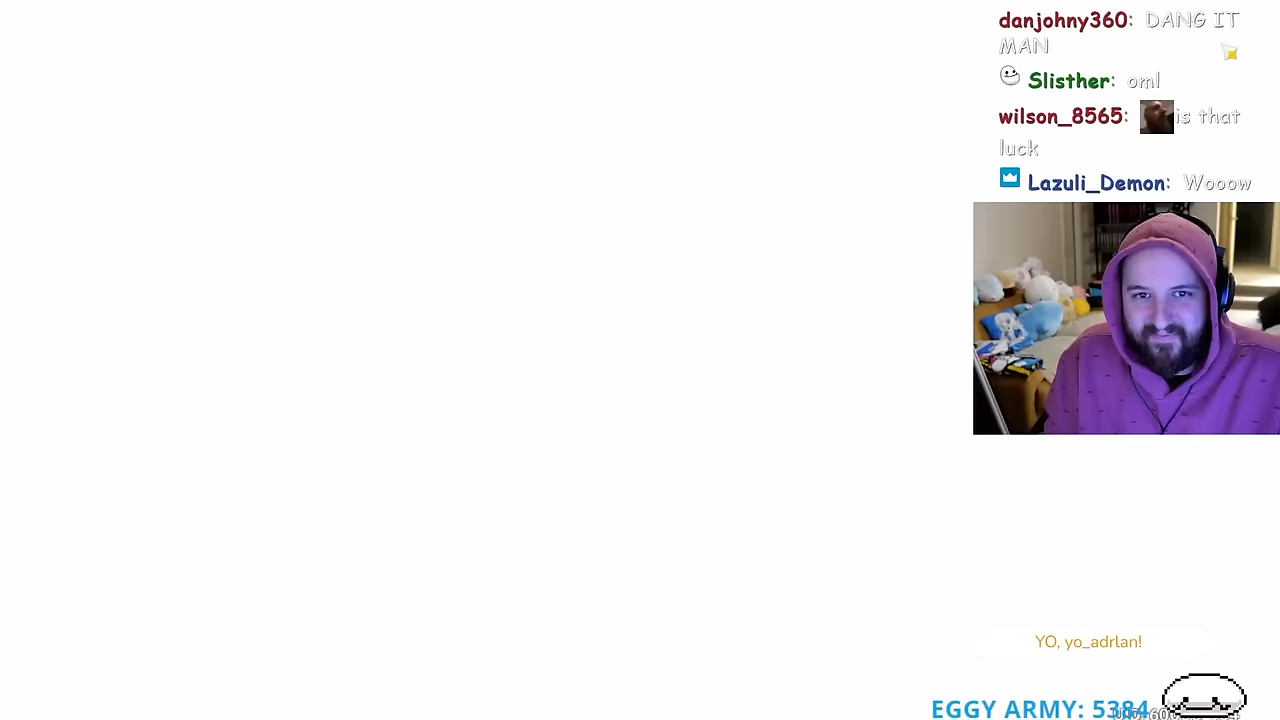 danjohny360: DANG IT
MAN
Slisther: oml
wilson_8565: is that
luck
Lazuli_Demon: Wooow
YO, yo_adrlan!
EGGY ARMY: 5384